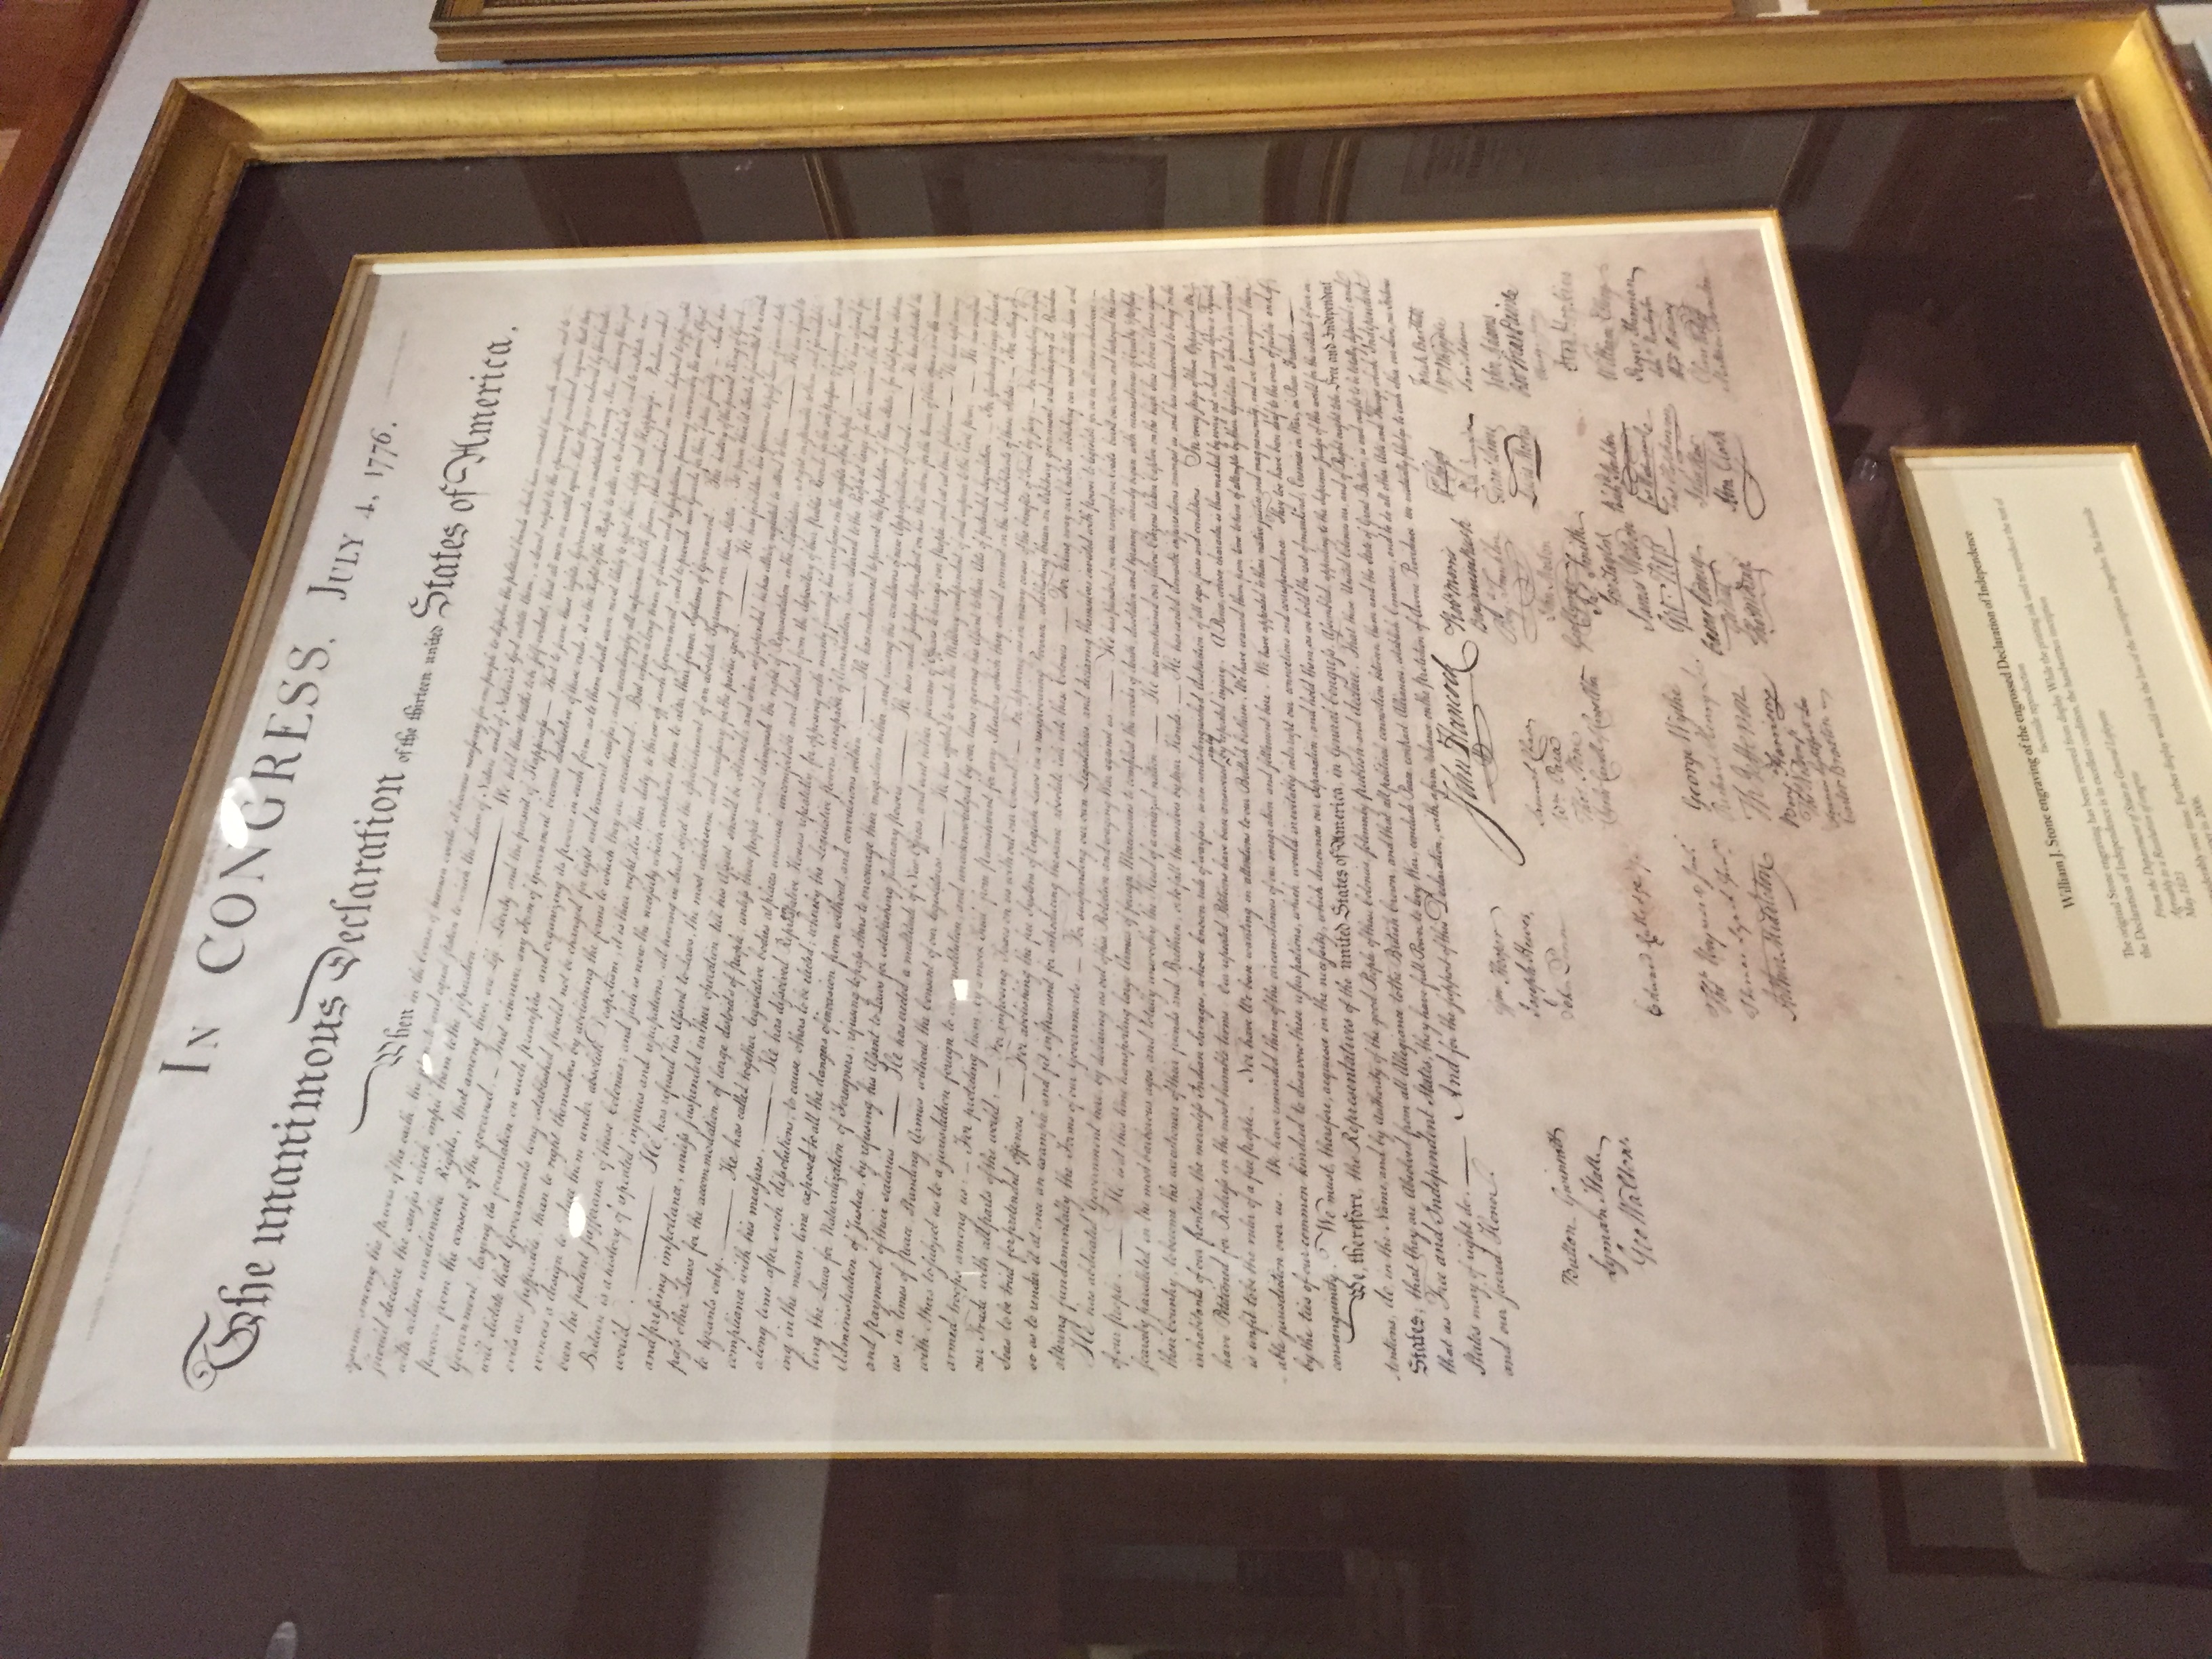 IN CONGRESS. JULY 4, 1776.
The unanimous Declaration of the thirteen united States of America.
When in the Course of human events, it becomes necessary for one people to dissolve the political bands which have connected them with another, and to
assume among the powers of the earth, the separate and equal station to which the Laws of Nature and of Nature's God entitle them, a decent respect to the opinions of mankind requires that they
should declare the causes which impel them to the separation. ——— We hold these truths to be self-evident, that all men are created equal, that they are endowed by their Creator
with certain unalienable Rights, that among these are Life, Liberty and the pursuit of Happiness — That to secure these rights, Governments are instituted among Men, deriving their just
powers from the consent of the governed, — That whenever any Form of Government becomes destructive of these ends, it is the Right of the People to alter or to abolish it, and to institute new
Government, laying its foundation on such principles and organizing its powers in such form, as to them shall seem most likely to effect their Safety and Happiness. Prudence, indeed,
will dictate that Governments long established should not be changed for light and transient causes; and accordingly all experience hath shewn, that mankind are more disposed to suffer, while
evils are sufferable, than to right themselves by abolishing the forms to which they are accustomed. But when a long train of abuses and usurpations, pursuing invariably the same Object
evinces a design to reduce them under absolute Despotism, it is their right, it is their duty, to throw off such Government, and to provide new Guards for their future security. — Such has
been the patient sufferance of these Colonies; and such is now the necessity which constrains them to alter their former Systems of Government. The history of the present King of Great
Britain is a history of repeated injuries and usurpations, all having in direct object the establishment of an absolute Tyranny over these States. To prove this, let Facts be submitted to a candid
world. ——— He has refused his Assent to Laws, the most wholesome and necessary for the public good. ——— He has forbidden his Governors to pass Laws of immediate
and pressing importance, unless suspended in their operation till his Assent should be obtained; and when so suspended, he has utterly neglected to attend to them. ——— He has refused to
pass other Laws for the accommodation of large districts of people, unless those people would relinquish the right of Representation in the Legislature, a right inestimable to them and formidable
to tyrants only. ——— He has called together legislative bodies at places unusual, uncomfortable, and distant from the depository of their Public Records, for the sole purpose of fatiguing them into
compliance with his measures. ——— He has dissolved Representative Houses repeatedly, for opposing with manly firmness his invasions on the rights of the people. ——— He has refused for
a long time, after such dissolutions, to cause others to be elected; whereby the Legislative powers, incapable of Annihilation, have returned to the People at large for their exercise; the State remain
ing in the mean time exposed to all the dangers of invasion from without, and convulsions within. ——— He has endeavoured to prevent the population of these States; for that purpose obstruc
ting the Laws for Naturalization of Foreigners; refusing to pass others to encourage their migrations hither, and raising the conditions of new Appropriations of Lands. ——— He has obstructed the
Administration of Justice, by refusing his Assent to Laws for establishing Judiciary powers. ——— He has made Judges dependent on his Will alone, for the tenure of their offices, and the amount
and payment of their salaries. ——— He has erected a multitude of New Offices, and sent hither swarms of Officers to harrass our people, and eat out their substance. — He has kept among
us, in times of peace, Standing Armies without the Consent of our legislatures. ——— He has affected to render the Military independent of and superior to the Civil power. ——— He has combined
with others to subject us to a jurisdiction foreign to our constitution, and unacknowledged by our laws; giving his Assent to their Acts of pretended Legislation: — For Quartering large bodies of
armed troops among us: — For protecting them, by a mock Trial, from punishment for any Murders which they should commit on the Inhabitants of these States: — For cutting off
our Trade with all parts of the world: — For imposing Taxes on us without our Consent: — For depriving us in many cases, of the benefits of Trial by jury: — For transporting us beyond
Seas to be tried for pretended offences — For abolishing the free System of English Laws in a neighbouring Province, establishing therein an Arbitrary government, and enlarging its Boundaries
so as to render it at once an example and fit instrument for introducing the same absolute rule into these Colonies — For taking away our Charters, abolishing our most valuable Laws, and
altering fundamentally the Forms of our Governments: — For suspending our own Legislatures, and declaring themselves invested with power to legislate for us in all cases whatsoever. —
He has abdicated Government here, by declaring us out of his Protection and waging War against us. ——— He has plundered our seas, ravaged our Coasts, burnt our towns, and destroyed the lives
of our people. ——— He is at this time transporting large Armies of foreign Mercenaries to compleat the works of death, desolation and tyranny, already begun with circumstances of Cruelty & perfidy
scarcely paralleled in the most barbarous ages, and totally unworthy the Head of a civilized nation. ——— He has constrained our fellow Citizens taken Captive on the high Seas to bear Arms against
their Country, to become the executioners of their friends and Brethren, or to fall themselves by their Hands. — He has excited domestic insurrections amongst us, and has endeavoured to bring on the
inhabitants of our frontiers, the merciless Indian Savages, whose known rule of warfare, is an undistinguished destruction of all ages, sexes and conditions. In every stage of these Oppressions We
have Petitioned for Redress in the most humble terms: Our repeated Petitions have been answered only by repeated injury. A Prince, whose character is thus marked by every act which may define a Tyrant,
is unfit to be the ruler of a free people. Nor have We been wanting in attentions to our Brittish brethren. We have warned them from time to time of attempts by their legislature to extend an unwarrant
able jurisdiction over us. We have reminded them of the circumstances of our emigration and settlement here. We have appealed to their native justice and magnanimity, and we have conjured them
by the ties of our common kindred to disavow these usurpations, which, would inevitably interrupt our connections and correspondence They too have been deaf to the voice of justice and of
consanguinity. We must, therefore, acquiesce in the necessity, which denounces our Separation, and hold them, as we hold the rest of mankind, Enemies in War, in Peace Friends. ———
We, therefore, the Representatives of the united States of America, in General Congress, Assembled, appealing to the Supreme Judge of the world for the rectitude of our in
tentions, do, in the Name, and by Authority of the good People of these Colonies, solemnly publish and declare, That these United Colonies are, and of Right ought to be Free and Independent
States; that they are Absolved from all Allegiance to the British Crown, and that all political connection between them and the State of Great Britain, is and ought to be totally dissolved; and
that as Free and Independent States, they have full Power to levy War, conclude Peace, contract Alliances, establish Commerce, and to do all other Acts and Things which Independent
States may of right do. ——— And for the support of this Declaration, with a firm reliance on the Protection of divine Providence, we mutually pledge to each other our Lives, our Fortunes
and our sacred Honor.
Button Gwinnett
Lyman Hall
Geo Walton.
Wm Hooper
Joseph Hewes,
John Penn
Edward Rutledge /.
Thos Heyward Junr.
Thomas Lynch Junr.
Arthur Middleton
John Hancock
Samuel Chase
Wm Paca
Thos Stone
Charles Carroll of Carrollton
George Wythe
Richard Henry Lee
Th Jefferson
Benj Harrison
Thos Nelson jr
Francis Lightfoot Lee
Carter Braxton
Robt Morris
Benjamin Rush
Benj Franklin
John Morton
Geo Clymer
Jas Smith
Geo Taylor
James Wilson
Geo Ross
Caesar Rodney
Geo Read
Tho M:Kean
Wm Floyd
Phil Livingston
Frans Lewis
Lewis Morris
Richd Stockton
Jno Witherspoon
Fras Hopkinson
John Hart
Abra Clark
Josiah Bartlett
Wm Whipple
Saml Adams
John Adams
Robt Treat Paine
Elbridge Gerry
Step Hopkins
William Ellery
Roger Sherman
Saml Huntington
Wm Williams
Oliver Wolcott
Matthew Thornton
William J. Stone engraving of the engrossed Declaration of Independence
facsimile reproduction
The original Stone engraving has been removed from display. While the printing ink used to reproduce the text of
the Declaration of Independence is in excellent condition, the handwritten inscription
From the Department of State to General Lafayette
Agreeably to a Resolution of congress
May 1823
considerably over time. Further display would risk the loss of the inscription altogether. The facsimile
in 2006.